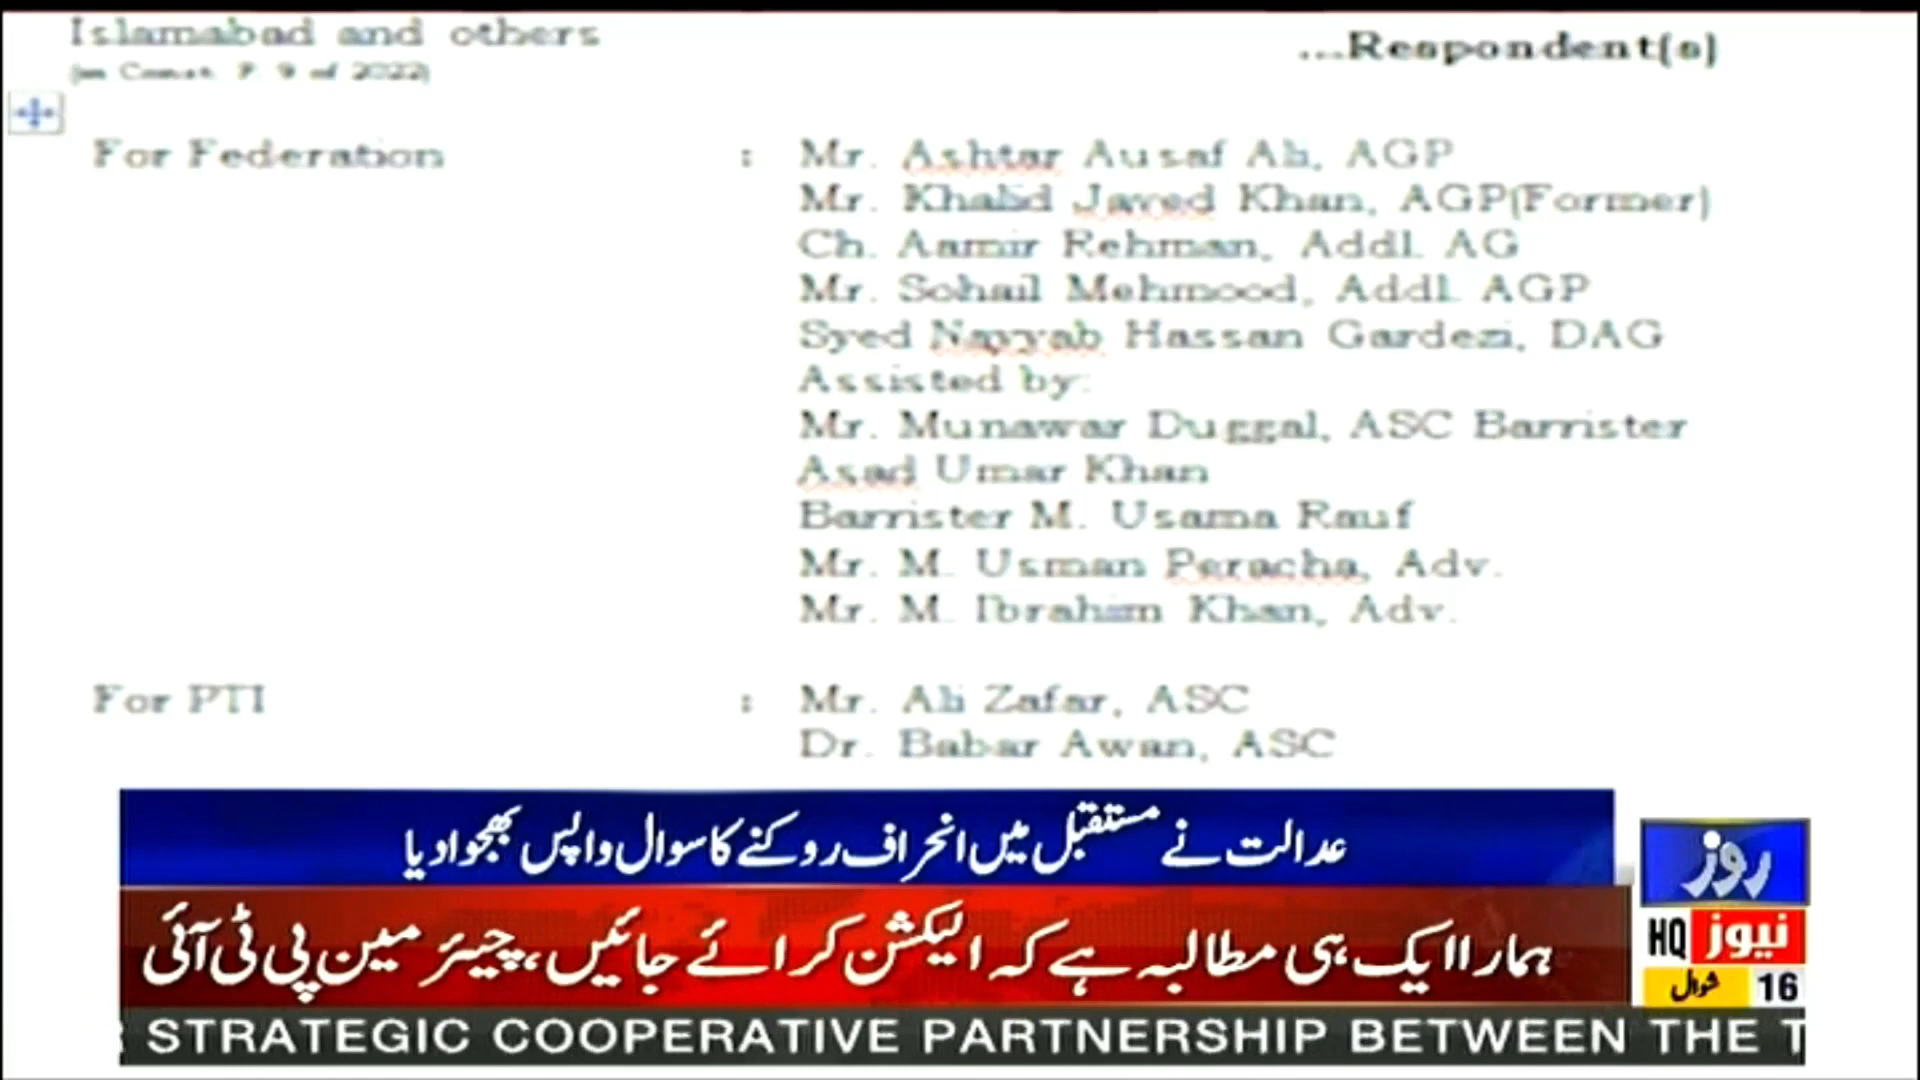 Islamabad and others
...Respondent(s)
(in Const. P. 9 of 2022)
For Federation : Mr. Ashtar Ausaf Ali, AGP
Mr. Khalid Javed Khan, AGP(Former)
Ch. Aamir Rehman, Addl. AG
Mr. Sohail Mehmood, Addl. AGP
Syed Nayyab Hassan Gardezi, DAG
Assisted by:
Mr. Munawar Duggal, ASC Barrister
Asad Umar Khan
Barrister M. Usama Rauf
Mr. M. Usman Peracha, Adv.
Mr. M. Ibrahim Khan, Adv.
For PTI : Mr. Ali Zafar, ASC
Dr. Babar Awan, ASC
عدالت نے مستقبل میں انحراف روکنے کا سوال واپس بھجوا دیا
ہمارا ایک ہی مطالبہ ہے کہ الیکشن کرائے جائیں، چیئرمین پی ٹی آئی
روز
نیوز HQ
16 شوال
STRATEGIC COOPERATIVE PARTNERSHIP BETWEEN THE T